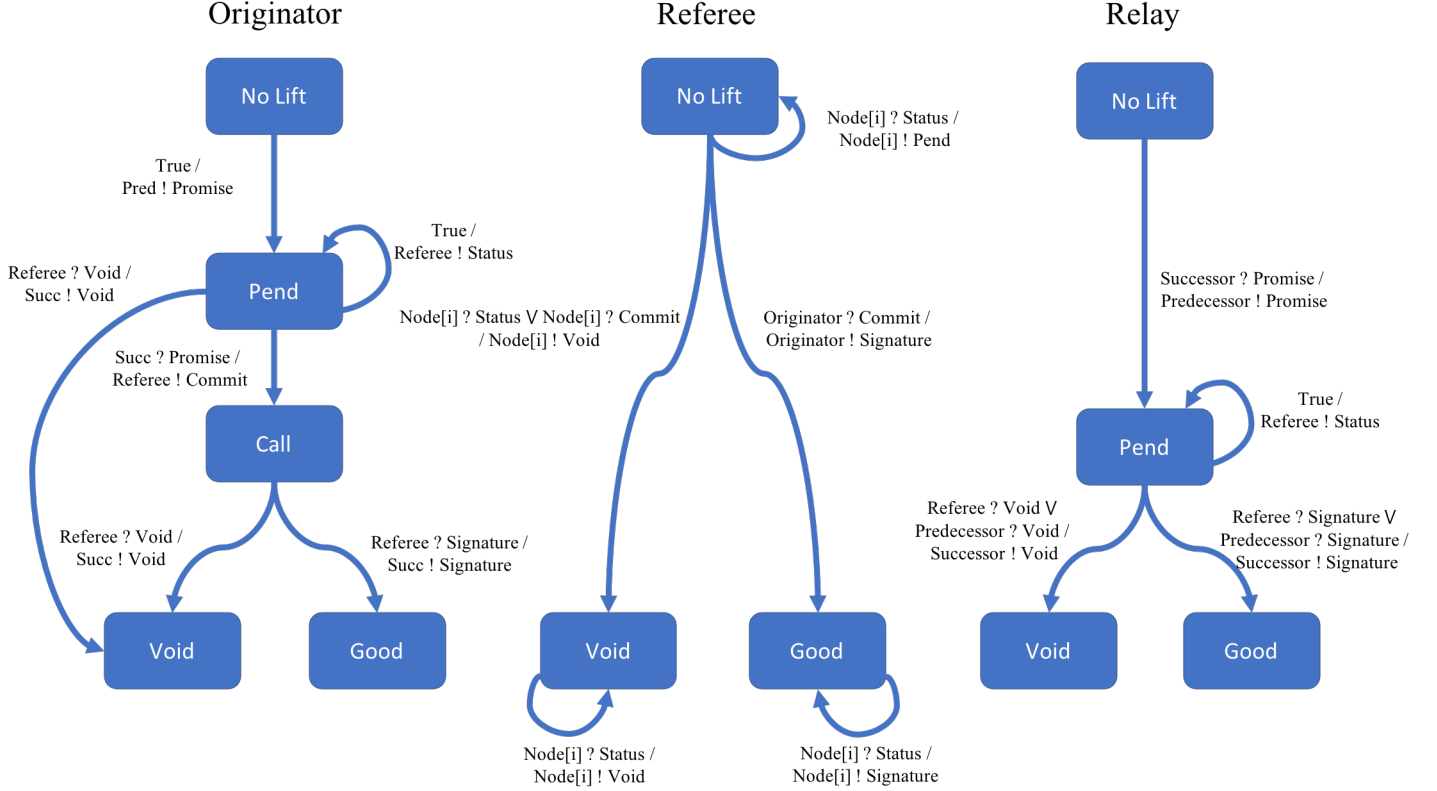 Originator
No Lift
True /
Pred ! Promise
True /
Referee ! Status
Referee ? Void /
Succ ! Void
Pend
Succ ? Promise /
Referee ! Commit
Call
Referee ? Void /
Succ ! Void
Referee ? Signature /
Succ ! Signature
Void
Good
Referee
No Lift
Node[i] ? Status /
Node[i] ! Pend
Node[i] ? Status V Node[i] ? Commit
/ Node[i] ! Void
Originator ? Commit /
Originator ! Signature
Void
Good
Node[i] ? Status /
Node[i] ! Void
Node[i] ? Status /
Node[i] ! Signature
Relay
No Lift
Successor ? Promise /
Predecessor ! Promise
True /
Referee ! Status
Pend
Referee ? Void V
Predecessor ? Void /
Successor ! Void
Referee ? Signature V
Predecessor ? Signature /
Successor ! Signature
Void
Good